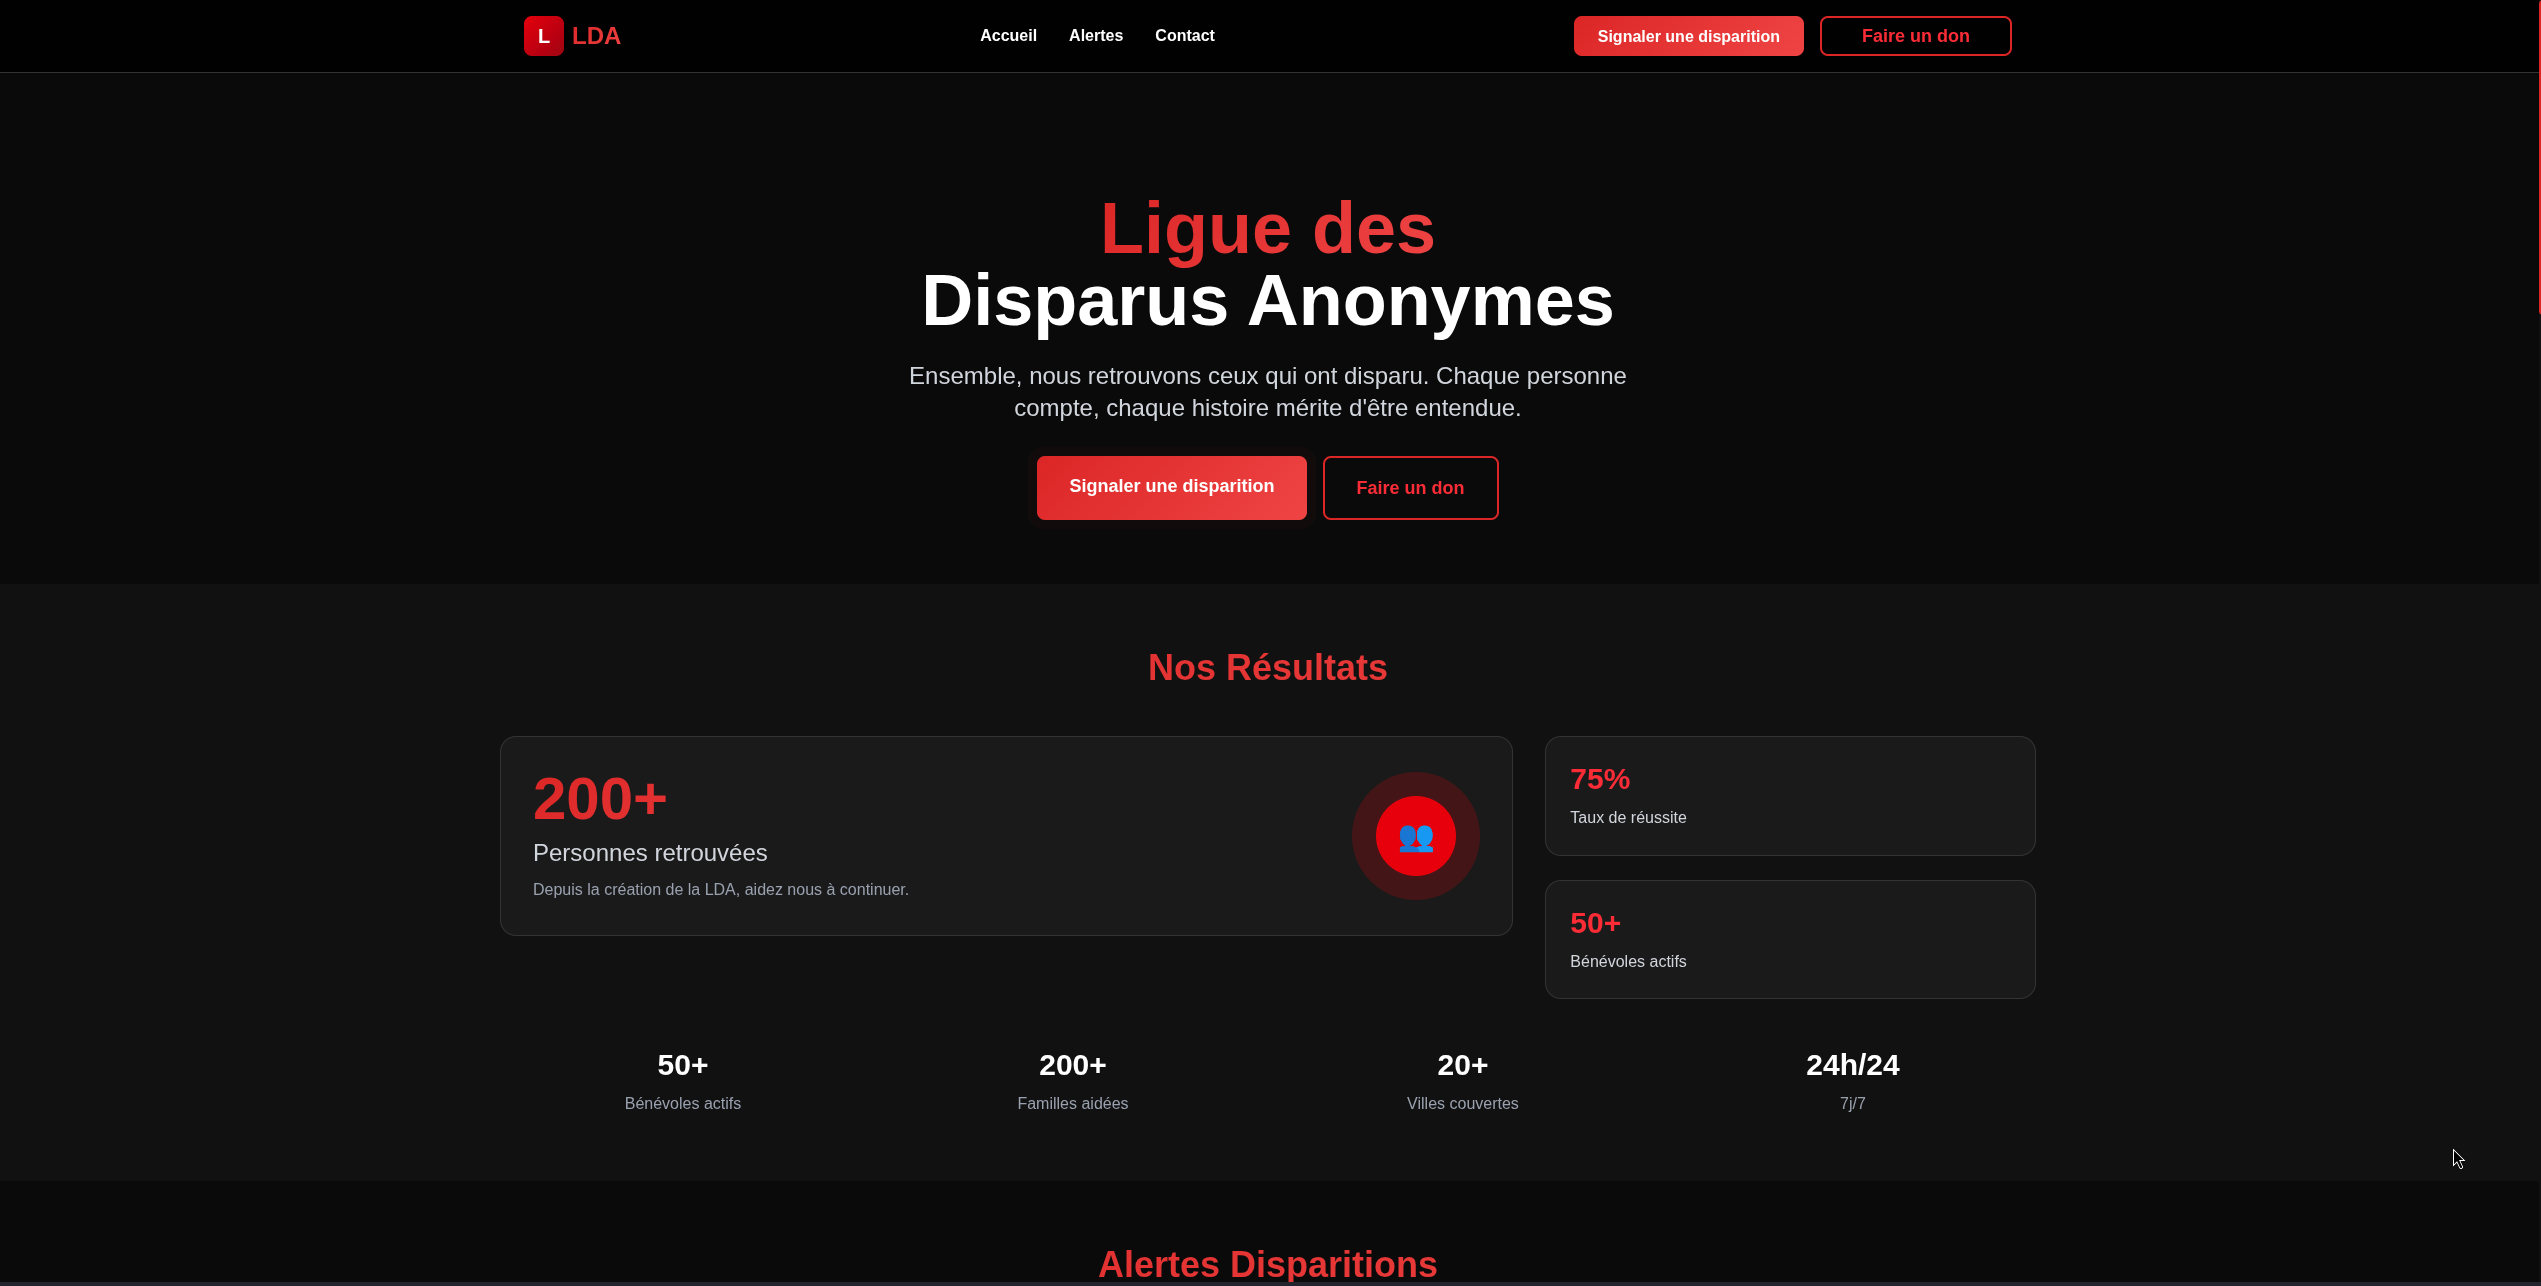 L LDA
Accueil Alertes Contact
Signaler une disparition Faire un don
Ligue des
Disparus Anonymes
Ensemble, nous retrouvons ceux qui ont disparu. Chaque personne
compte, chaque histoire mérite d'être entendue.
Signaler une disparition Faire un don
Nos Résultats
200+
Personnes retrouvées
Depuis la création de la LDA, aidez nous à continuer.
75%
Taux de réussite
50+
Bénévoles actifs
50+
Bénévoles actifs
200+
Familles aidées
20+
Villes couvertes
24h/24
7j/7
Alertes Disparitions